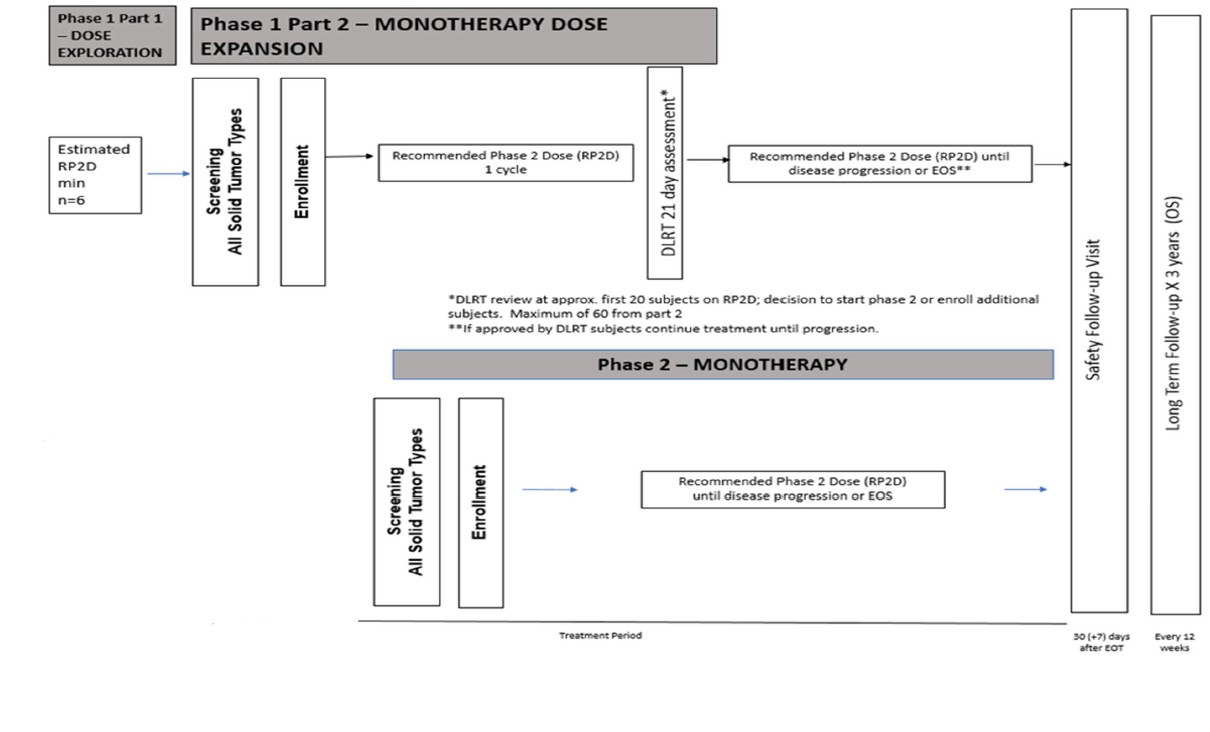 Phase 1 Part 1
– DOSE
EXPLORATION
Phase 1 Part 2 – MONOTHERAPY DOSE
EXPANSION
Estimated
RP2D
min
n=6
Screening
All Solid Tumor Types
Enrollment
Recommended Phase 2 Dose (RP2D)
1 cycle
DLRT 21 day assessment*
Recommended Phase 2 Dose (RP2D) until
disease progression or EOS**
*DLRT review at approx. first 20 subjects on RP2D; decision to start phase 2 or enroll additional
subjects. Maximum of 60 from part 2
**If approved by DLRT subjects continue treatment until progression.
Phase 2 – MONOTHERAPY
Screening
All Solid Tumor Types
Enrollment
Recommended Phase 2 Dose (RP2D)
until disease progression or EOS
Safety Follow-up Visit
Long Term Follow-up X 3 years (OS)
Treatment Period
30 (+7) days
after EOT
Every 12
weeks